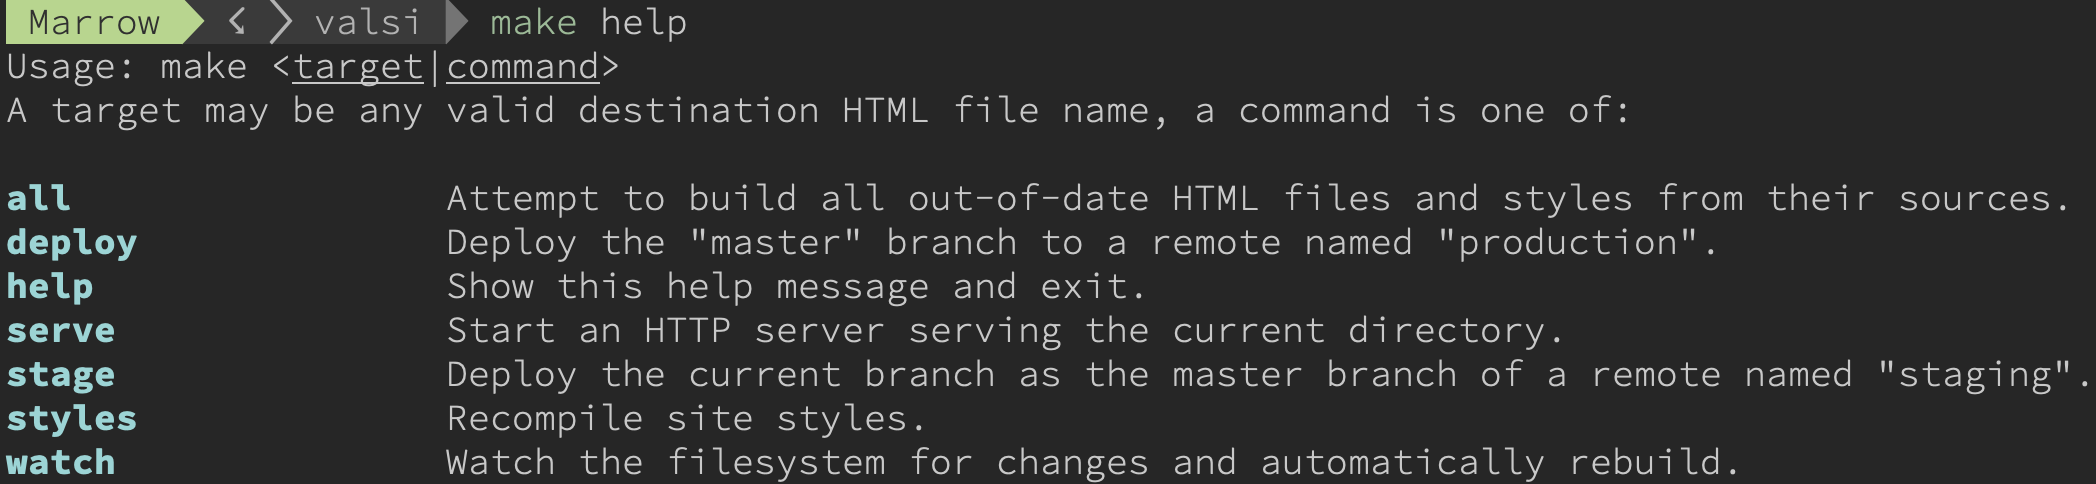 Marrow valsi make help
Usage: make <target|command>
A target may be any valid destination HTML file name, a command is one of:
all Attempt to build all out-of-date HTML files and styles from their sources.
deploy Deploy the "master" branch to a remote named "production".
help Show this help message and exit.
serve Start an HTTP server serving the current directory.
stage Deploy the current branch as the master branch of a remote named "staging".
styles Recompile site styles.
watch Watch the filesystem for changes and automatically rebuild.